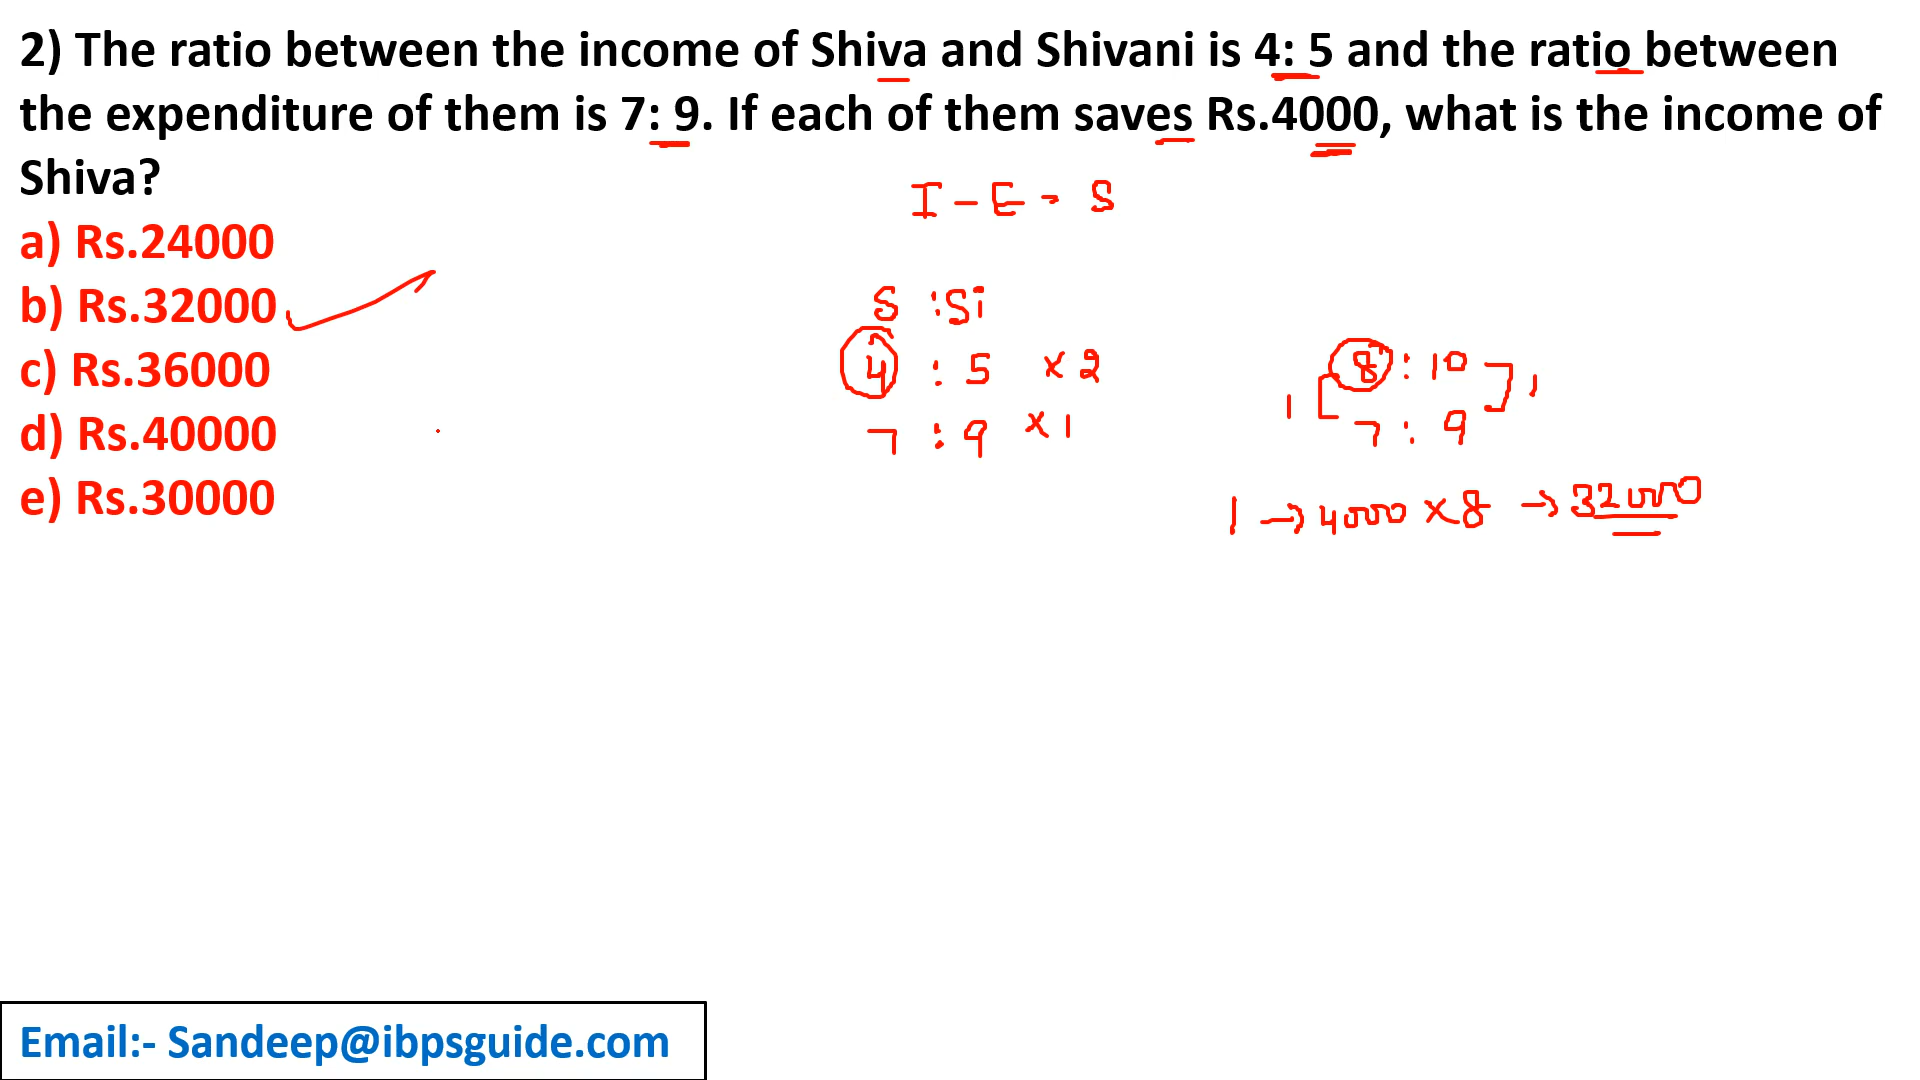 2) The ratio between the income of Shiva and Shivani is 4: 5 and the ratio between
the expenditure of them is 7: 9. If each of them saves Rs.4000, what is the income of
Shiva?
I - E = S
a) Rs.24000
b) Rs.32000
c) Rs.36000
d) Rs.40000
e) Rs.30000
S : Si
4 : 5 × 2
7 : 9 × 1
8 : 10
1 1
7 : 9
1 → 4000 × 8 → 32000
Email:- Sandeep@ibpsguide.com